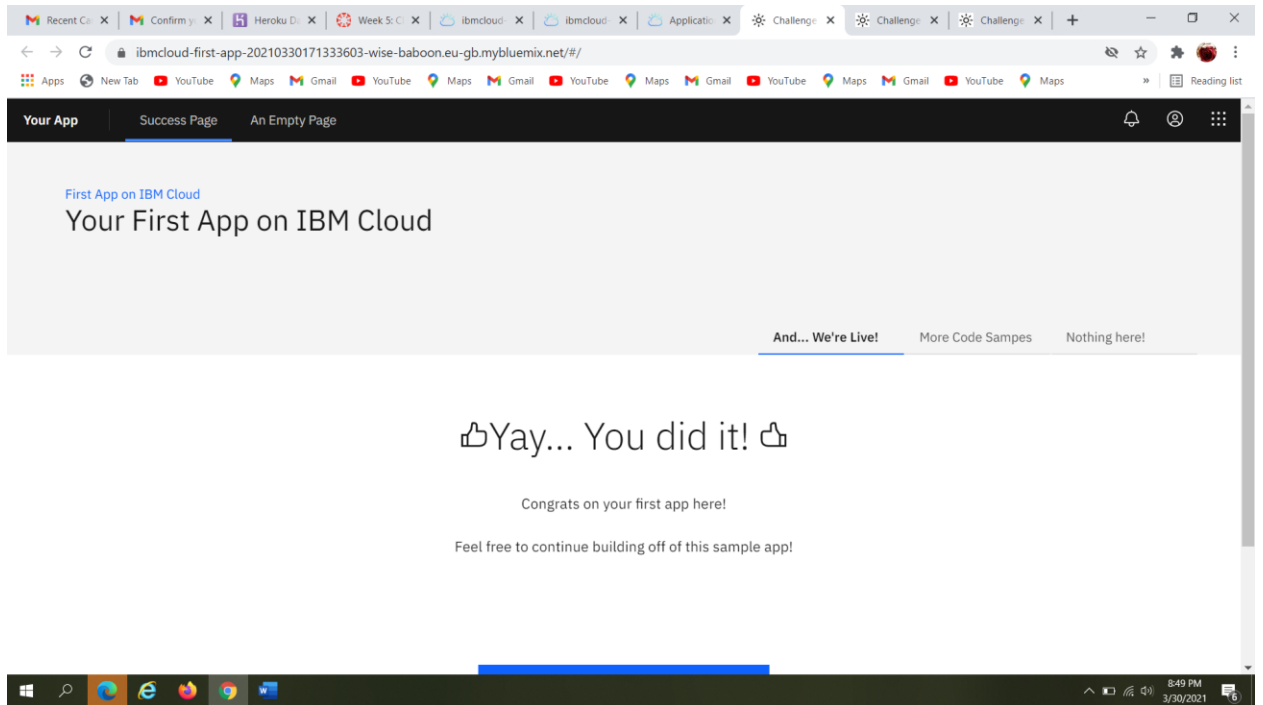 Recent Ca
Confirm y
Heroku D
Week 5: C
ibmcloud-
ibmcloud-
Applicatio
Challenge
Challenge
Challenge
ibmcloud-first-app-20210330171333603-wise-baboon.eu-gb.mybluemix.net/#/
Apps New Tab YouTube Maps Gmail YouTube Maps Gmail YouTube Maps Gmail YouTube Maps Gmail YouTube Maps » Reading list
Your App Success Page An Empty Page
First App on IBM Cloud
Your First App on IBM Cloud
And... We're Live! More Code Sampes Nothing here!
Yay... You did it!
Congrats on your first app here!
Feel free to continue building off of this sample app!
8:49 PM
3/30/2021
6